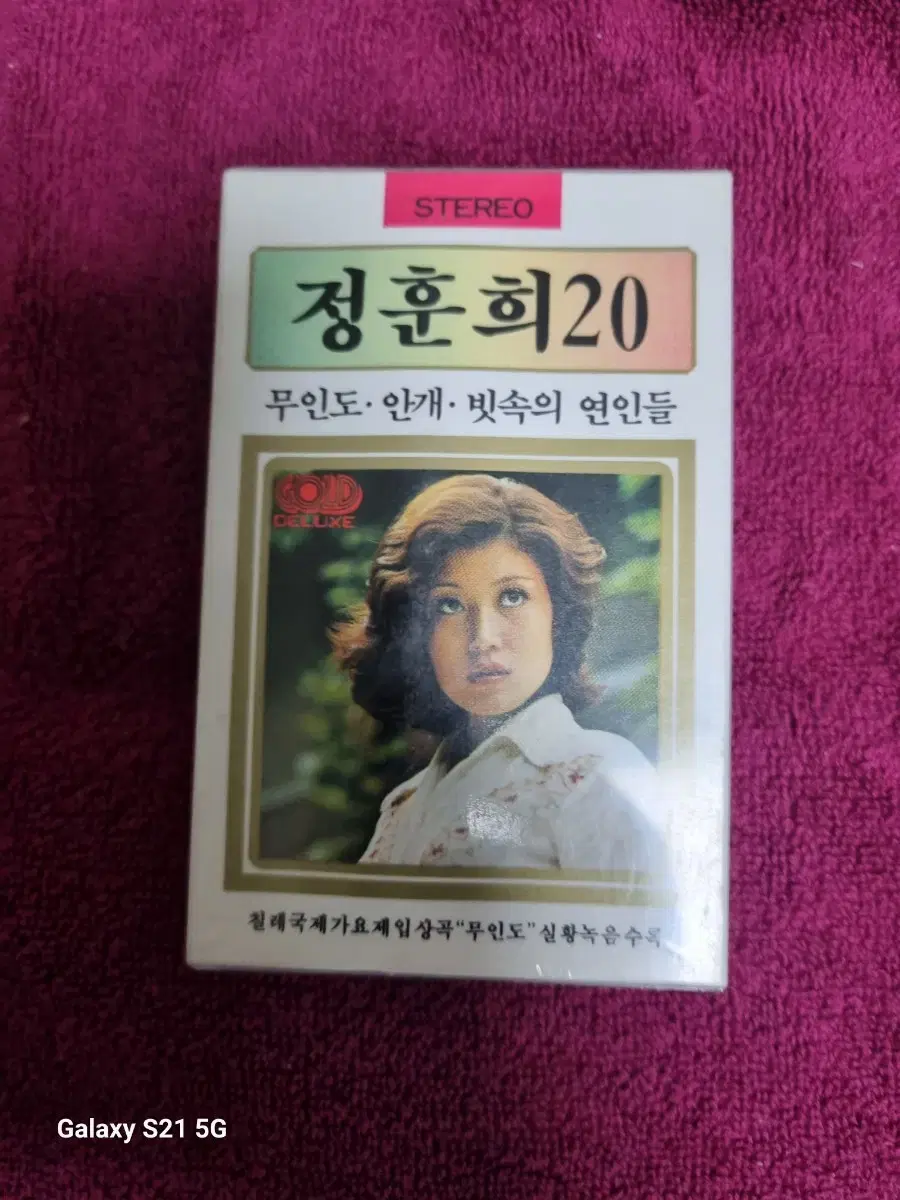 STEREO
정훈희20
무인도·안개·빗속의 연인들
GOLD
DELUXE
칠레국제가요제입상곡“무인도”실황녹음수록
Galaxy S21 5G